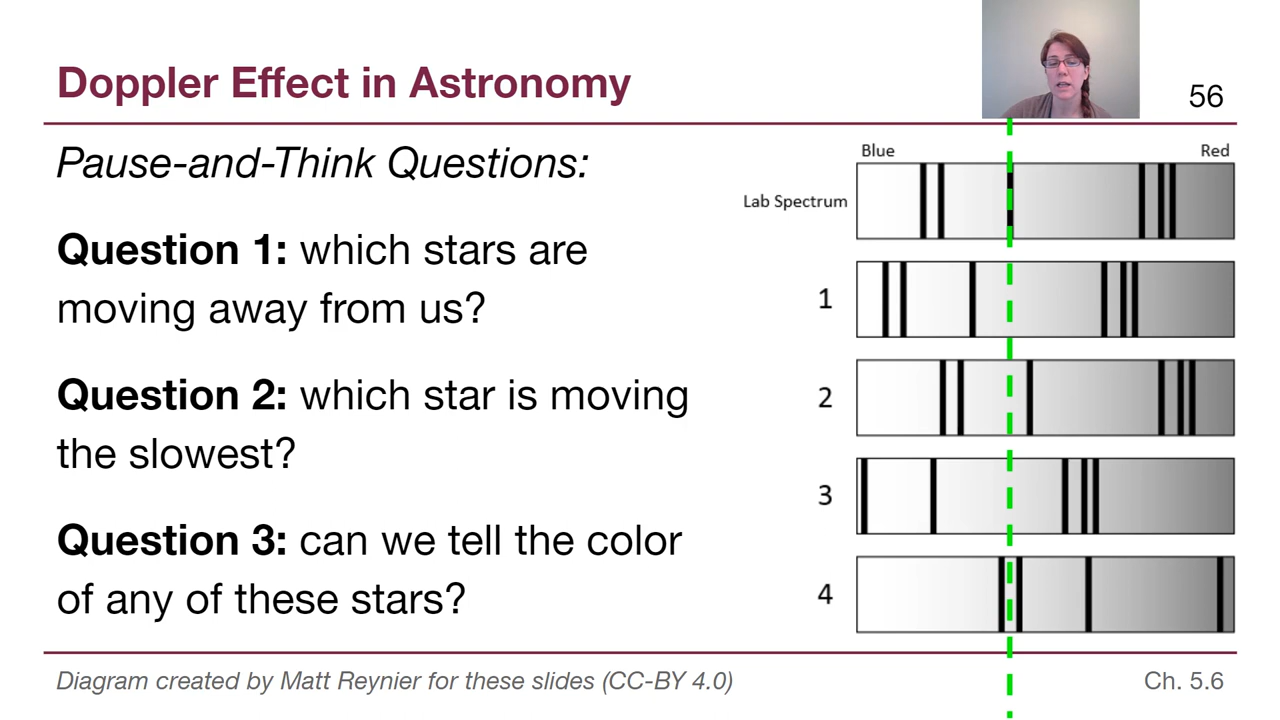 Doppler Effect in Astronomy
56
Pause-and-Think Questions:
Question 1: which stars are
moving away from us?
Question 2: which star is moving
the slowest?
Question 3: can we tell the color
of any of these stars?
Blue
Red
Lab Spectrum
1
2
3
4
Diagram created by Matt Reynier for these slides (CC-BY 4.0)
Ch. 5.6